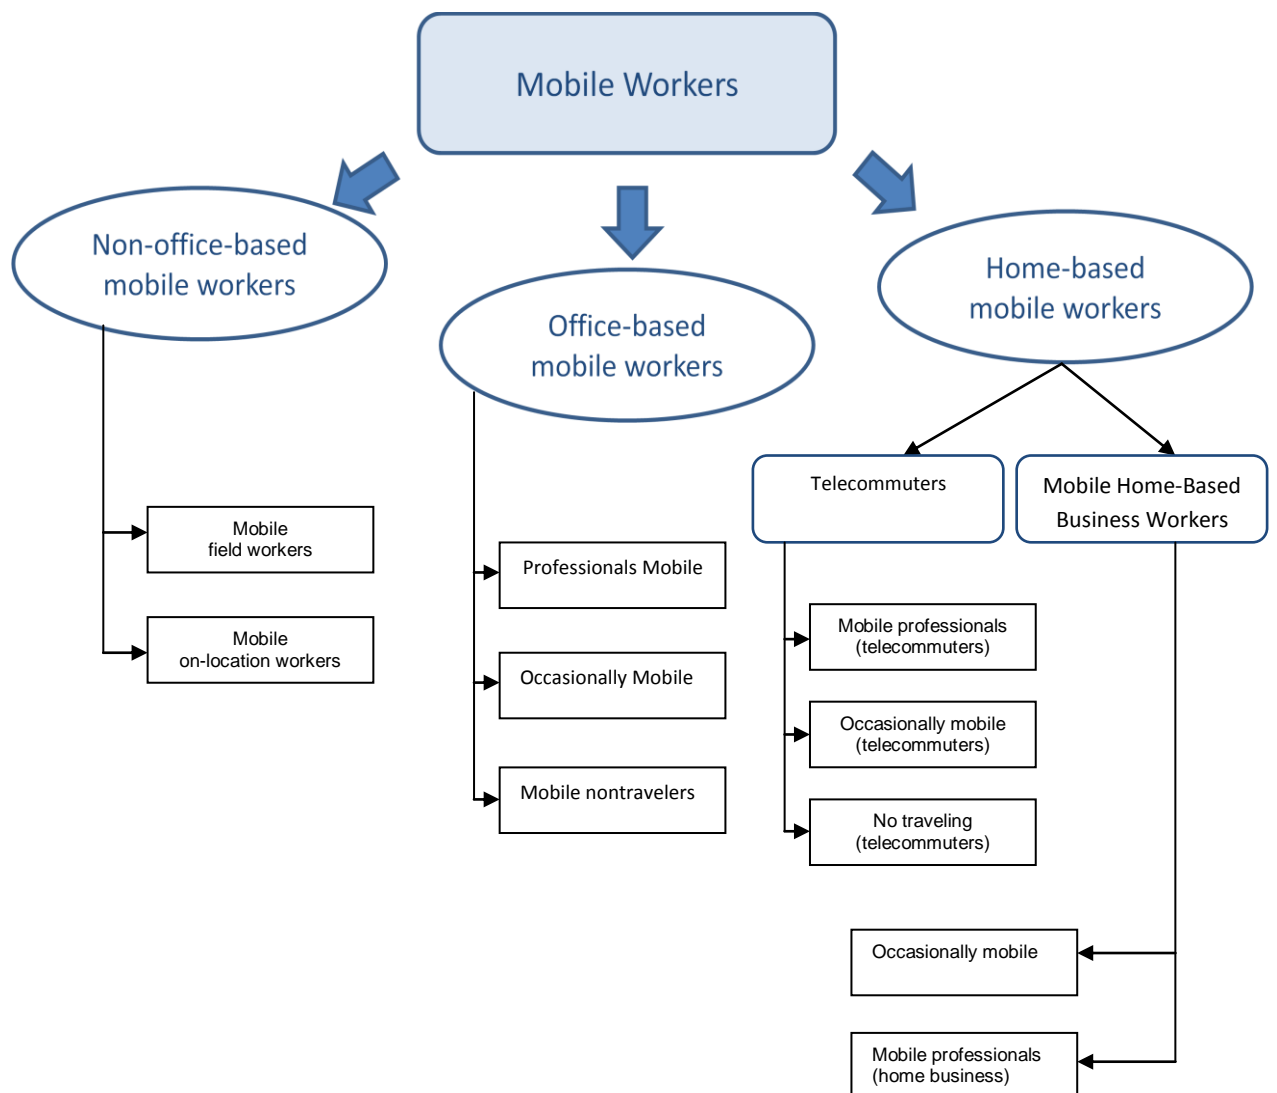 Mobile Workers
Non-office-based
mobile workers
Office-based
mobile workers
Home-based
mobile workers
Mobile
field workers
Mobile
on-location workers
Professionals Mobile
Occasionally Mobile
Mobile nontravelers
Telecommuters
Mobile professionals
(telecommuters)
Occasionally mobile
(telecommuters)
No traveling
(telecommuters)
Mobile Home-Based
Business Workers
Occasionally mobile
Mobile professionals
(home business)